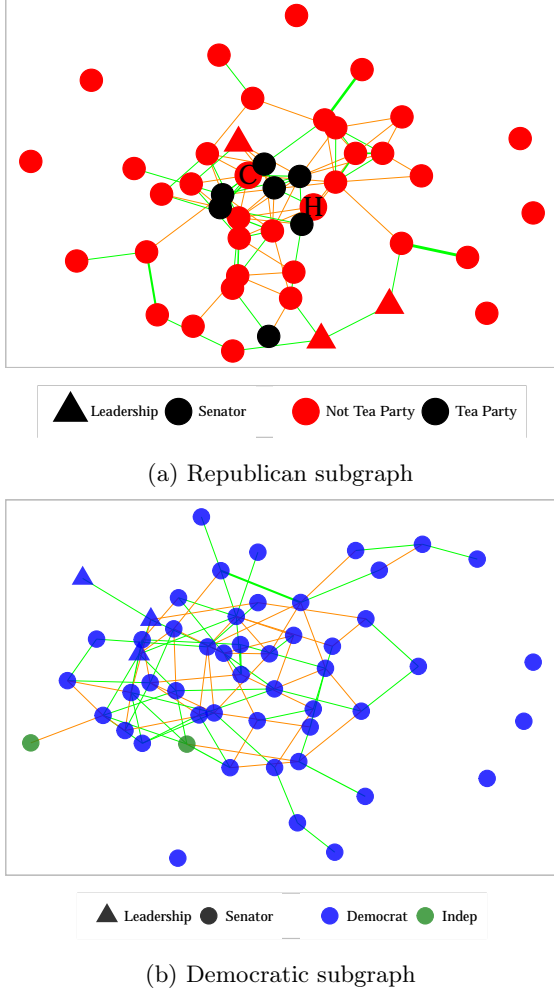 C
H
Leadership Senator Not Tea Party Tea Party
(a) Republican subgraph
Leadership Senator Democrat Indep
(b) Democratic subgraph